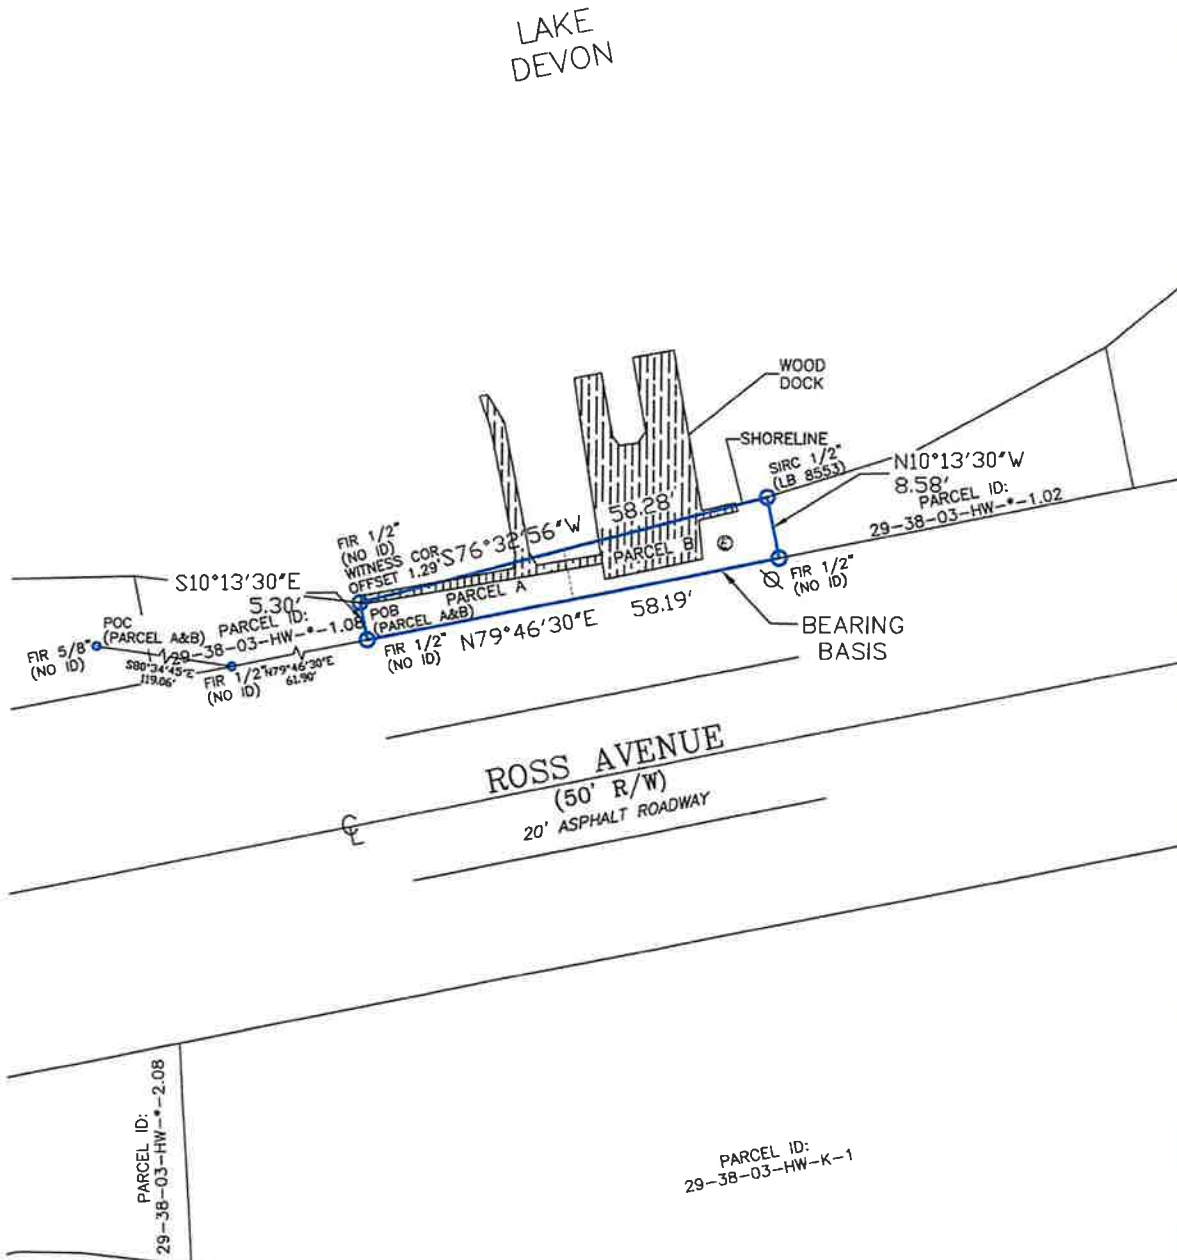 LAKE
DEVON
WOOD
DOCK
SHORELINE
SIRC 1/2"
(LB 8553)
N10°13'30"W
8.58'
PARCEL ID:
29-38-03-HW-*-1.02
FIR 1/2"
(NO ID)
WITNESS COR
OFFSET 1.29'
S76°32'56"W
58.28'
S10°13'30"E
5.30'
PARCEL A
PARCEL B
E
FIR 1/2"
(NO ID)
POB
(PARCEL A&B)
PARCEL ID:
29-38-03-HW-*-1.08
POC
(PARCEL A&B)
FIR 5/8"
(NO ID)
S80°34'45"E
119.06'
FIR 1/2"
(NO ID)
N79°46'30"E
61.90'
FIR 1/2"
(NO ID)
N79°46'30"E
58.19'
BEARING
BASIS
ROSS AVENUE
(50' R/W)
20' ASPHALT ROADWAY
CL
PARCEL ID:
29-38-03-HW-*-2.08
PARCEL ID:
29-38-03-HW-K-1